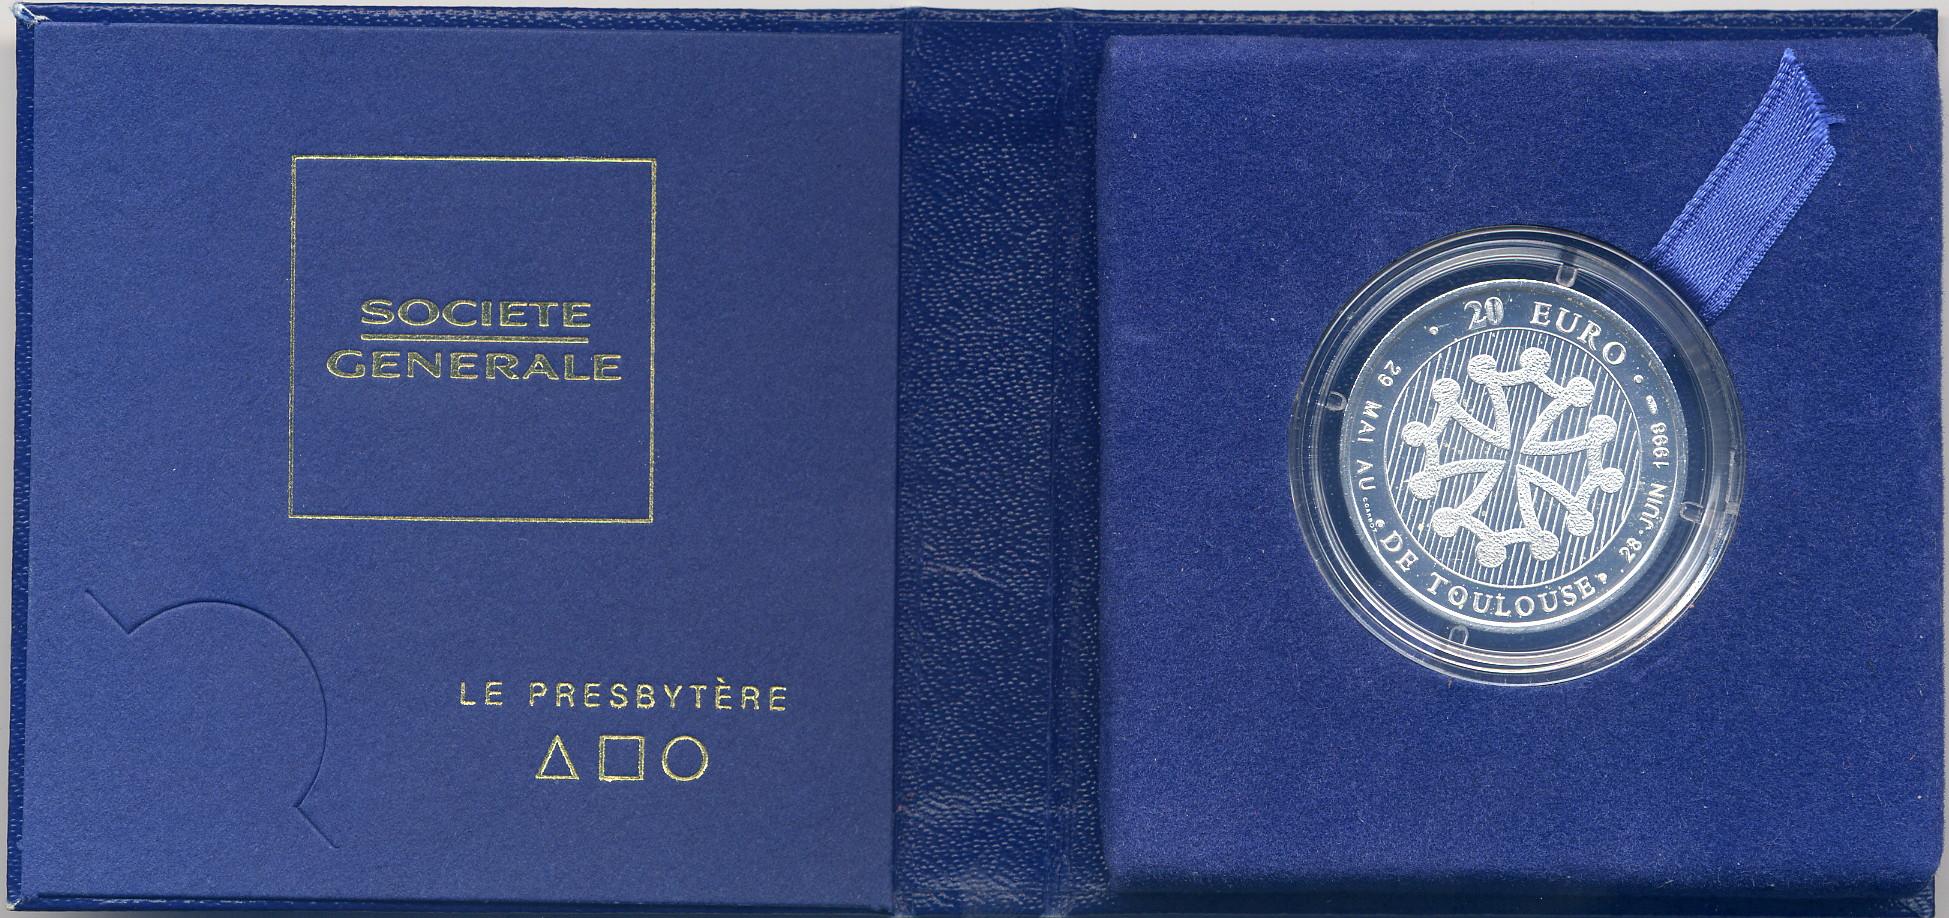 SOCIETE
GENERALE
LE PRESBYTÈRE
20 EURO
29 MAI AU
28 JUIN 1998
DE TOULOUSE